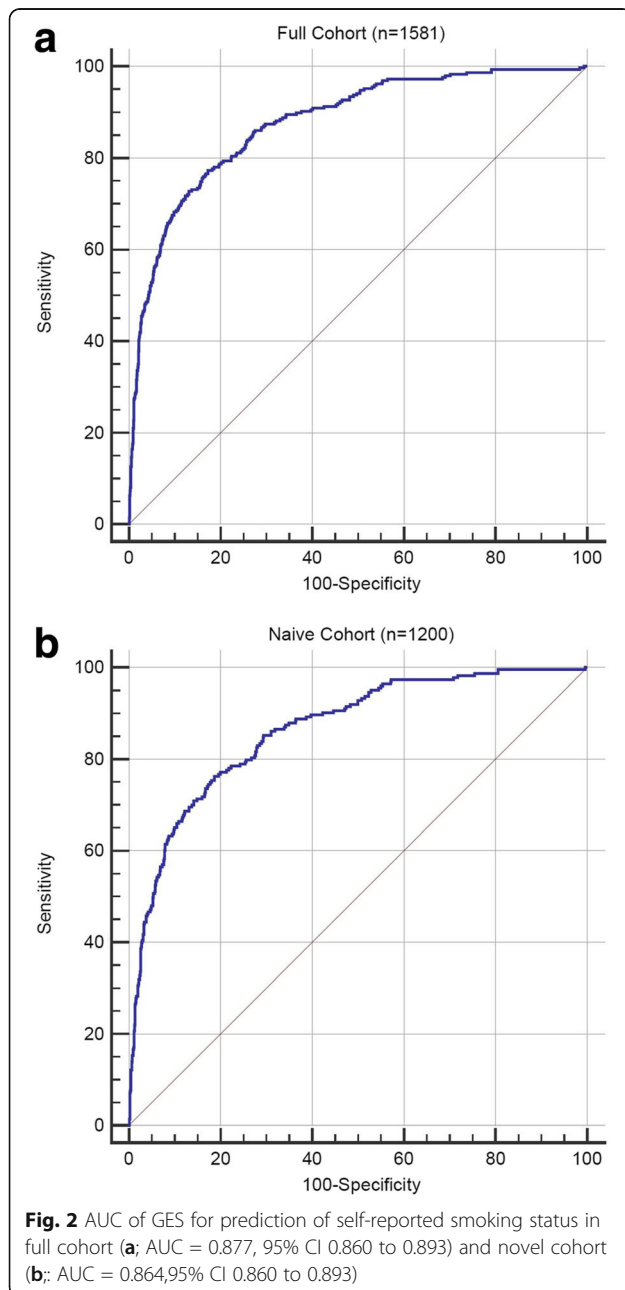 a
Full Cohort (n=1581)
100
80
60
40
20
0
Sensitivity
0 20 40 60 80 100
100-Specificity
b
Naive Cohort (n=1200)
100
80
60
40
20
0
Sensitivity
0 20 40 60 80 100
100-Specificity
Fig. 2 AUC of GES for prediction of self-reported smoking status in
full cohort (a; AUC = 0.877, 95% CI 0.860 to 0.893) and novel cohort
(b;: AUC = 0.864,95% CI 0.860 to 0.893)